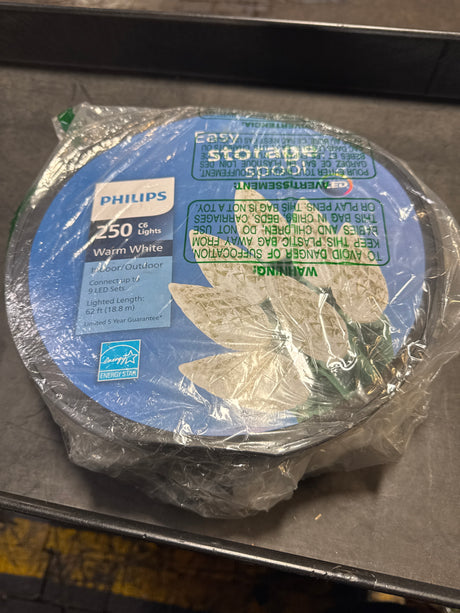 Easy
storage
spool
PHILIPS
250 C6
Lights
Warm White
Indoor/Outdoor
Connect up to
9 LED Sets
Lighted Length:
62 ft (18.8 m)
Limited 5 Year Guarantee*
ENERGY STAR
WARNING:
TO AVOID DANGER OF SUFFOCATION
KEEP THIS PLASTIC BAG AWAY FROM
BABIES AND CHILDREN. DO NOT USE
THIS BAG IN CRIBS, BEDS, CARRIAGES
OR PLAY PENS. THIS BAG IS NOT A TOY
AVERTISSEMENT: